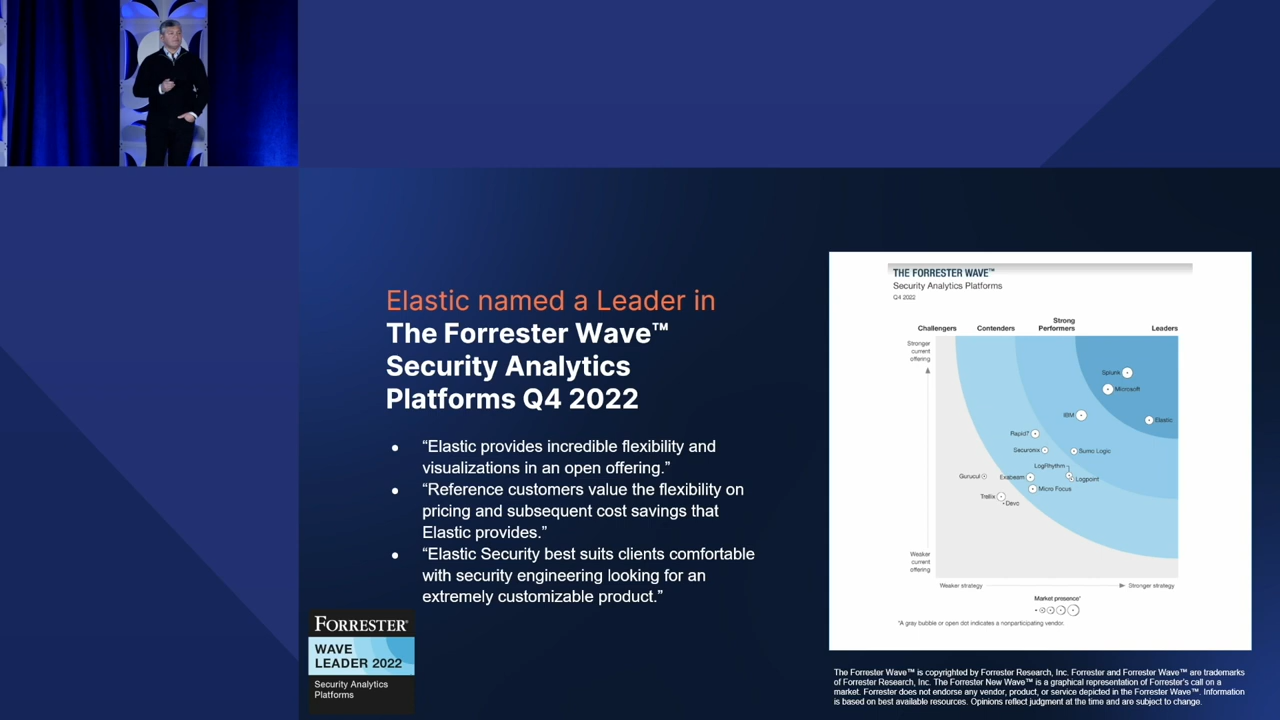 Elastic named a Leader in
The Forrester Wave™
Security Analytics
Platforms Q4 2022
● “Elastic provides incredible flexibility and
visualizations in an open offering.”
● “Reference customers value the flexibility on
pricing and subsequent cost savings that
Elastic provides.”
● “Elastic Security best suits clients comfortable
with security engineering looking for an
extremely customizable product.”
FORRESTER®
WAVE
LEADER 2022
Security Analytics
Platforms
THE FORRESTER WAVE™
Security Analytics Platforms
Q4 2022
Challengers
Contenders
Strong
Performers
Leaders
Stronger
current
offering
Splunk
Microsoft
IBM
Elastic
Rapid7
Securonix
Sumo Logic
LogRhythm
Gurucul
Exabeam
Logpoint
Micro Focus
Trellix
Devo
Weaker
current
offering
Weaker strategy
Stronger strategy
Market presence*
*A gray bubble or open dot indicates a nonparticipating vendor.
The Forrester Wave™ is copyrighted by Forrester Research, Inc. Forrester and Forrester Wave™ are trademarks
of Forrester Research, Inc. The Forrester New Wave™ is a graphical representation of Forrester's call on a
market. Forrester does not endorse any vendor, product, or service depicted in the Forrester Wave™. Information
is based on best available resources. Opinions reflect judgment at the time and are subject to change.